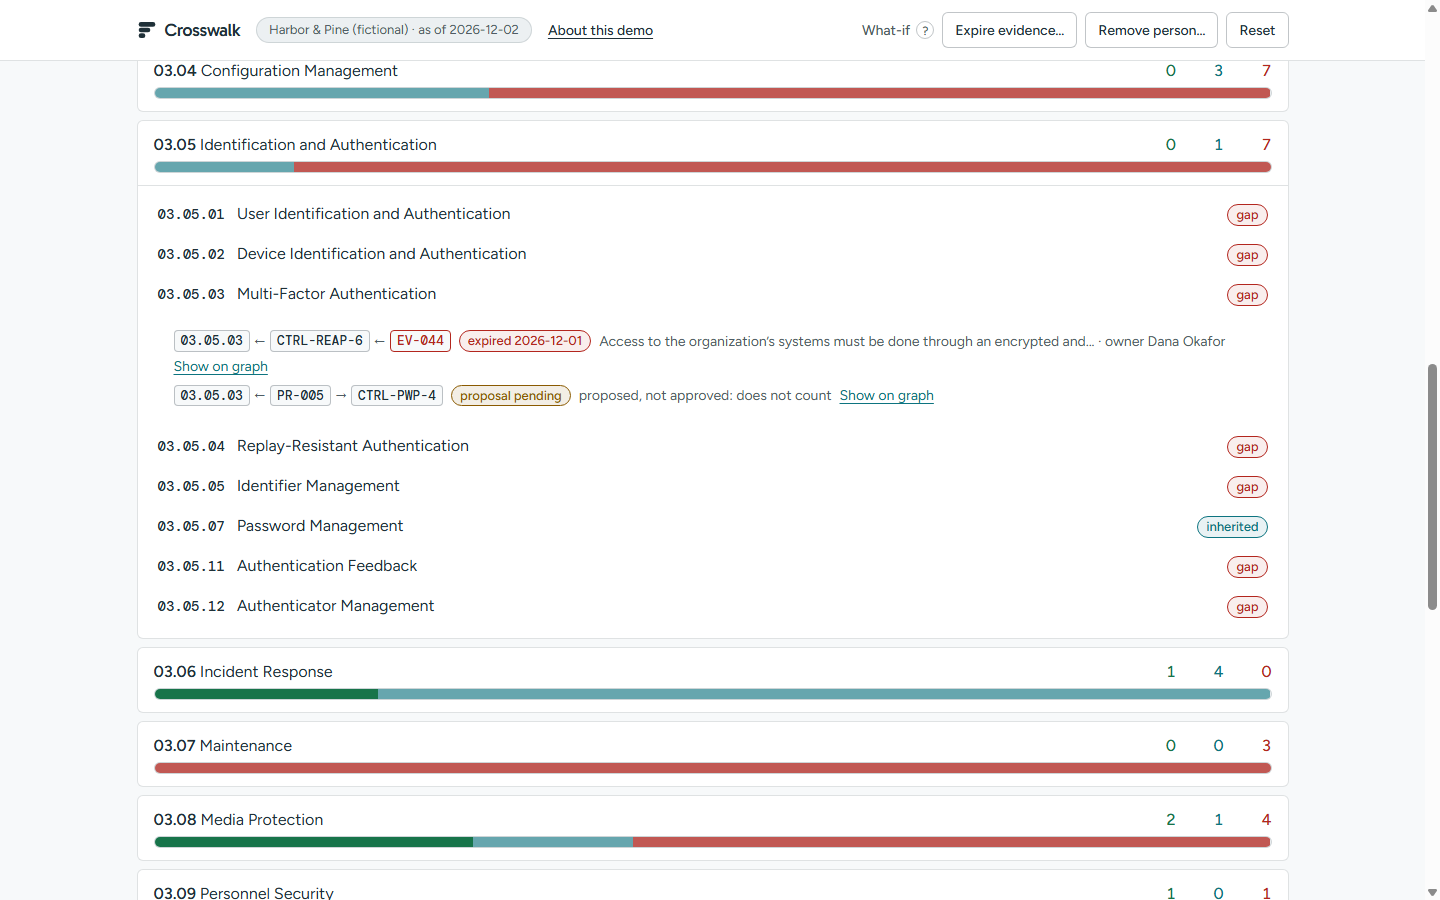 Crosswalk
Harbor & Pine (fictional) · as of 2026-12-02
About this demo
What-if ?
Expire evidence...
Remove person...
Reset
03.04 Configuration Management 0 3 7
03.05 Identification and Authentication 0 1 7
03.05.01 User Identification and Authentication gap
03.05.02 Device Identification and Authentication gap
03.05.03 Multi-Factor Authentication gap
03.05.03 ← CTRL-REAP-6 ← EV-044 expired 2026-12-01 Access to the organization's systems must be done through an encrypted and... · owner Dana Okafor
Show on graph
03.05.03 ← PR-005 → CTRL-PWP-4 proposal pending proposed, not approved: does not count Show on graph
03.05.04 Replay-Resistant Authentication gap
03.05.05 Identifier Management gap
03.05.07 Password Management inherited
03.05.11 Authentication Feedback gap
03.05.12 Authenticator Management gap
03.06 Incident Response 1 4 0
03.07 Maintenance 0 0 3
03.08 Media Protection 2 1 4
03.09 Personnel Security 1 0 1